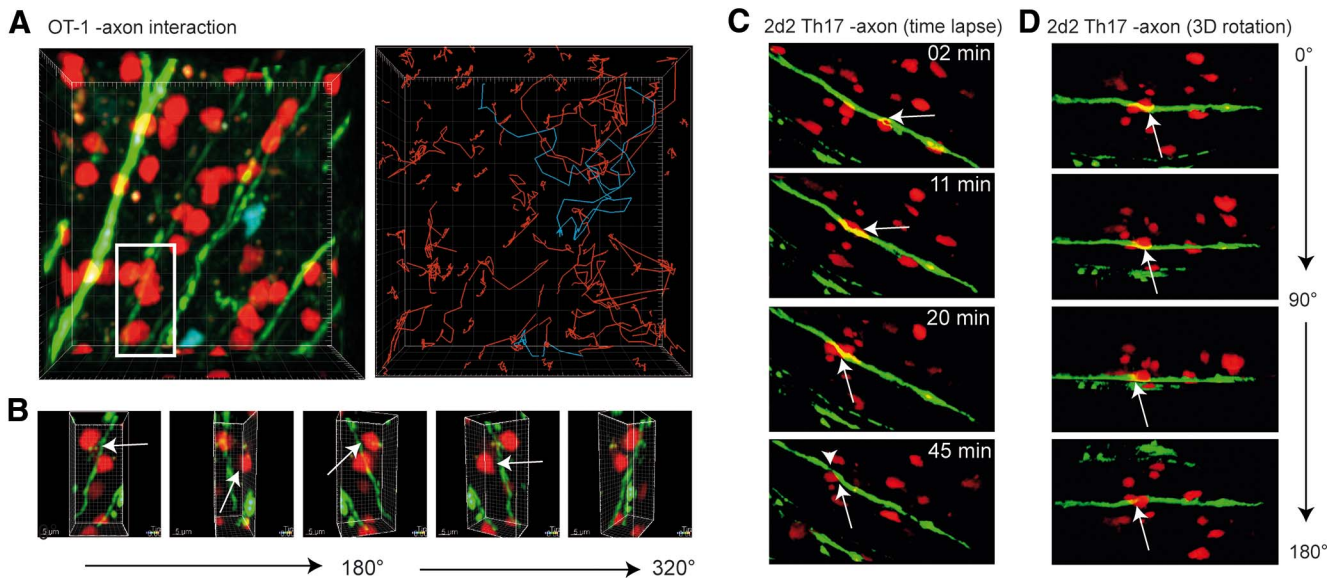 A OT-1 -axon interaction
B
5 µm
5 µm
5 µm
5 µm
5 µm
180°
320°
C 2d2 Th17 -axon (time lapse)
02 min
11 min
20 min
45 min
D 2d2 Th17 -axon (3D rotation)
0°
90°
180°